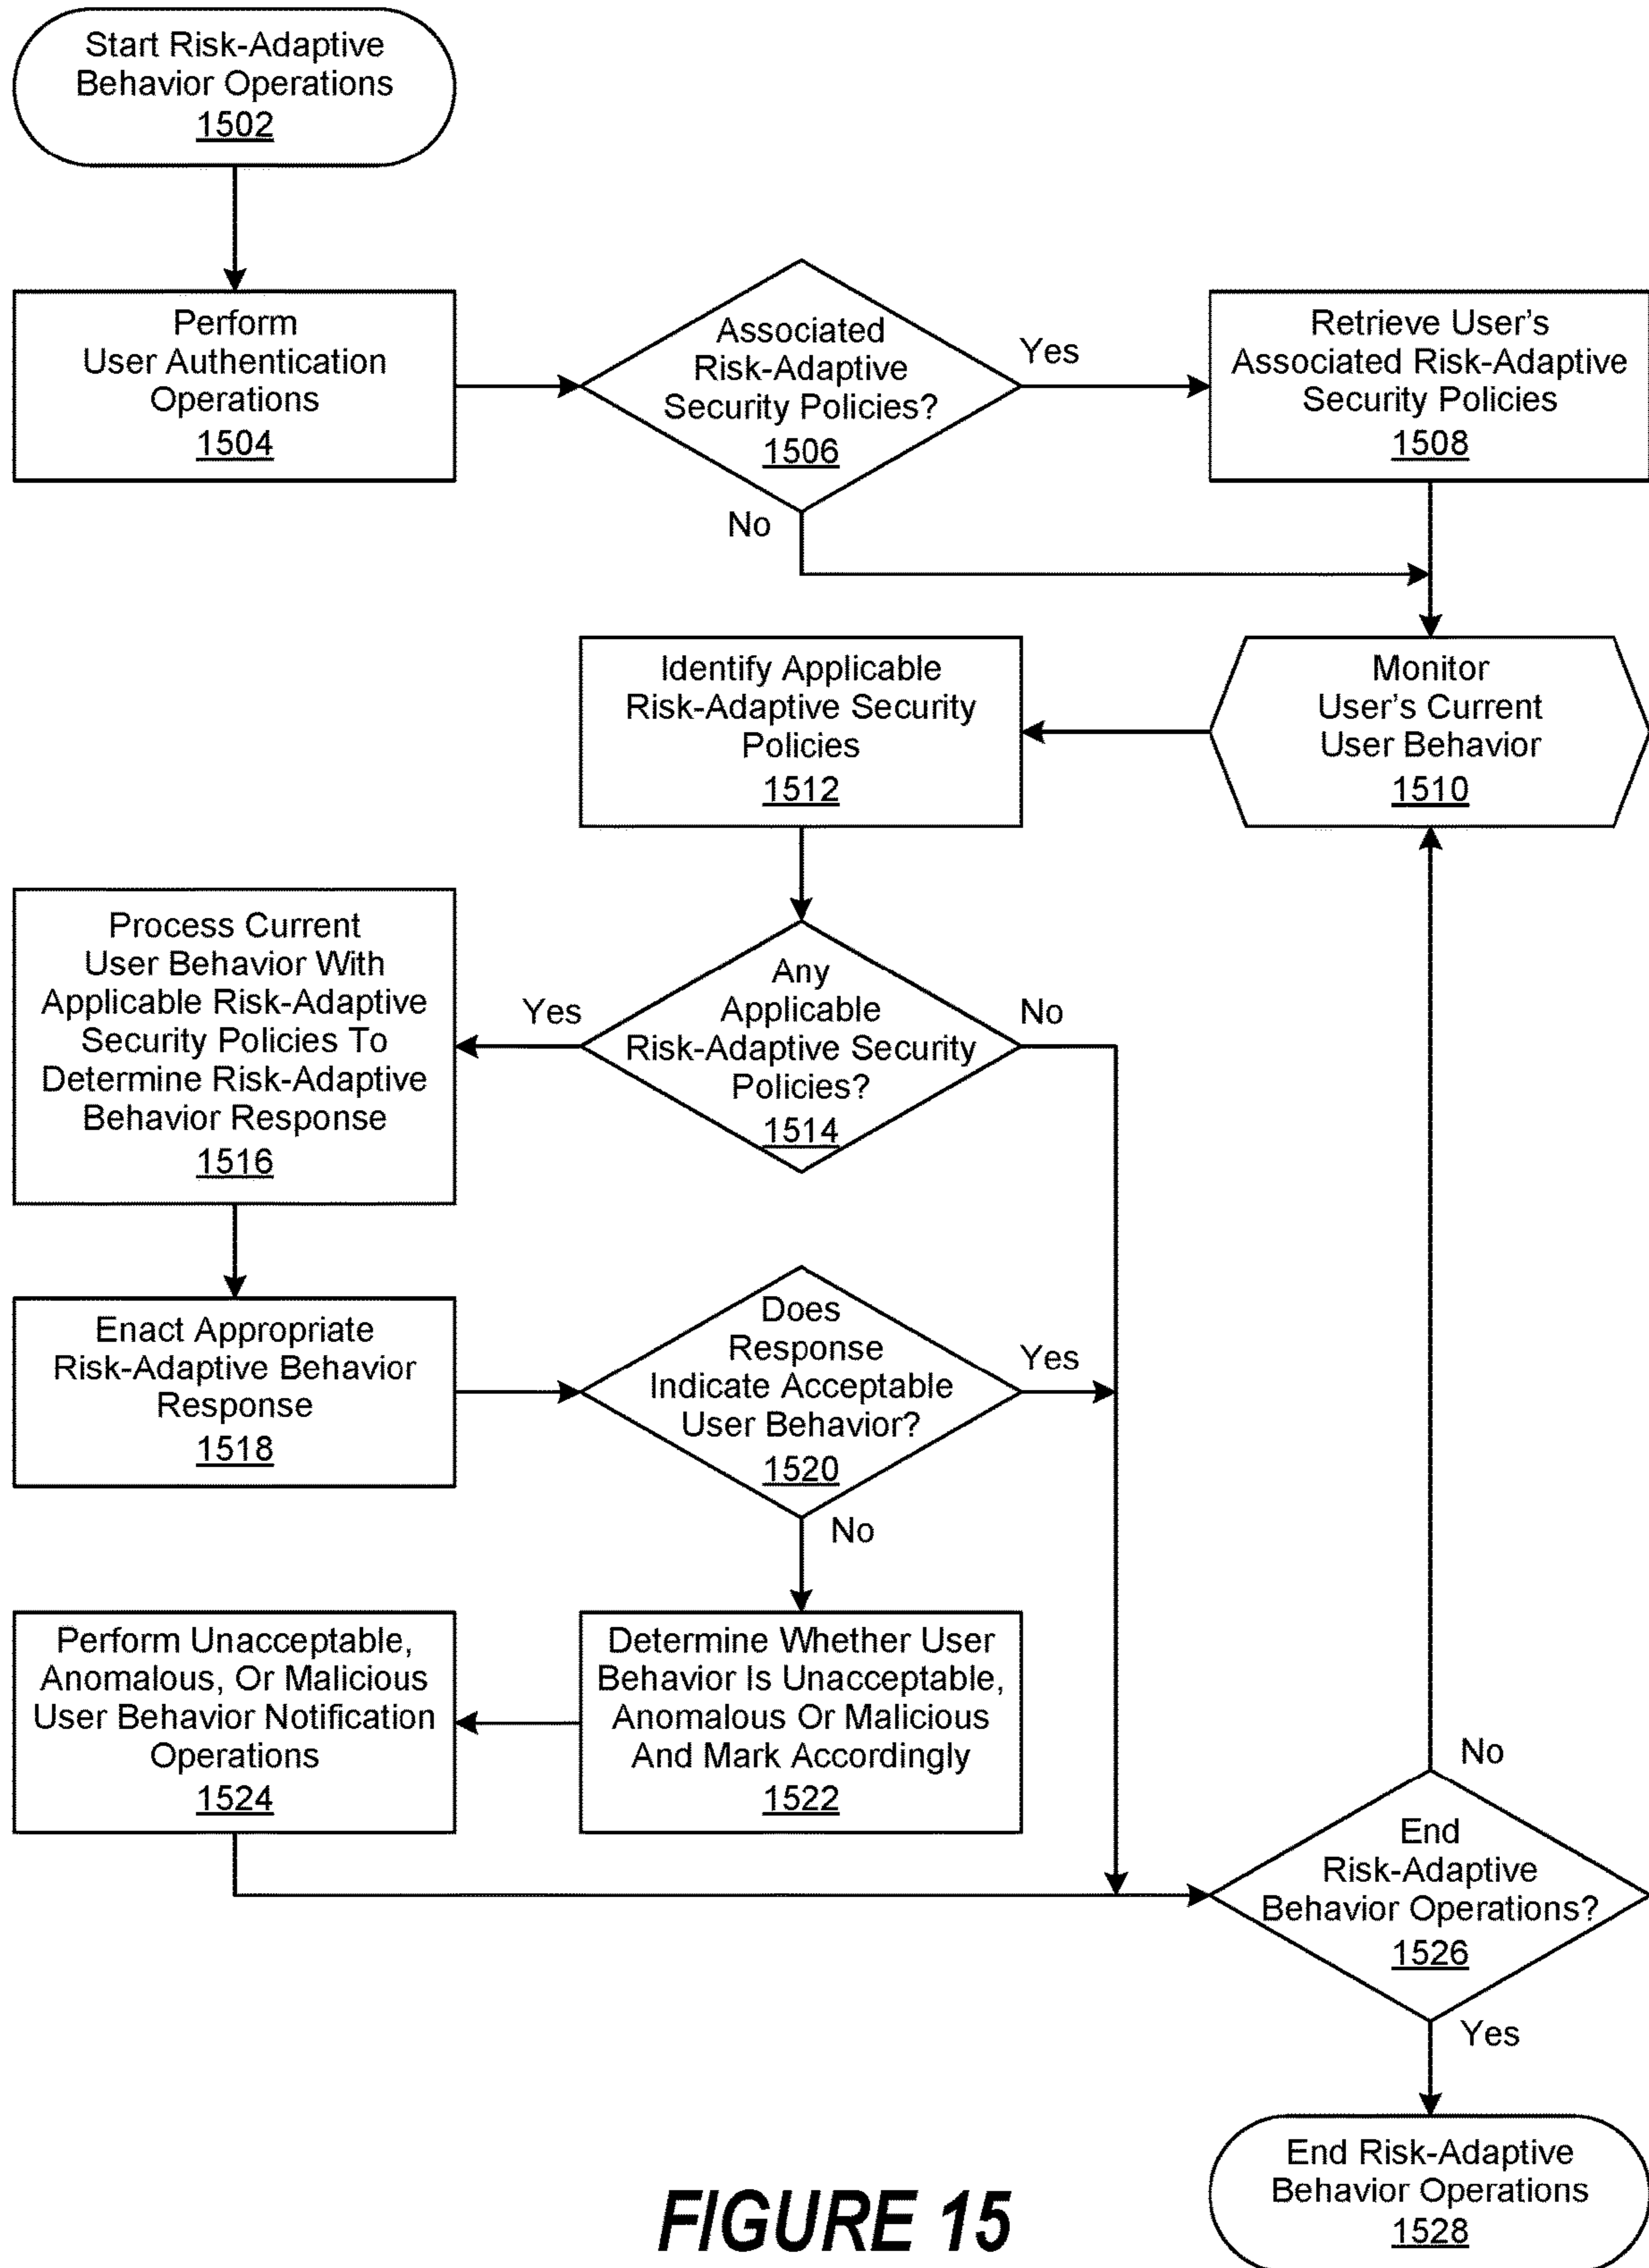 Start Risk-Adaptive
Behavior Operations
1502
Perform
User Authentication
Operations
1504
Associated
Risk-Adaptive
Security Policies?
1506
Yes
No
Retrieve User's
Associated Risk-Adaptive
Security Policies
1508
Monitor
User's Current
User Behavior
1510
Identify Applicable
Risk-Adaptive Security
Policies
1512
Any
Applicable
Risk-Adaptive Security
Policies?
1514
Yes
No
Process Current
User Behavior With
Applicable Risk-Adaptive
Security Policies To
Determine Risk-Adaptive
Behavior Response
1516
Enact Appropriate
Risk-Adaptive Behavior
Response
1518
Does
Response
Indicate Acceptable
User Behavior?
1520
Yes
No
Determine Whether User
Behavior Is Unacceptable,
Anomalous Or Malicious
And Mark Accordingly
1522
Perform Unacceptable,
Anomalous, Or Malicious
User Behavior Notification
Operations
1524
No
End
Risk-Adaptive
Behavior Operations?
1526
Yes
End Risk-Adaptive
Behavior Operations
1528
FIGURE 15